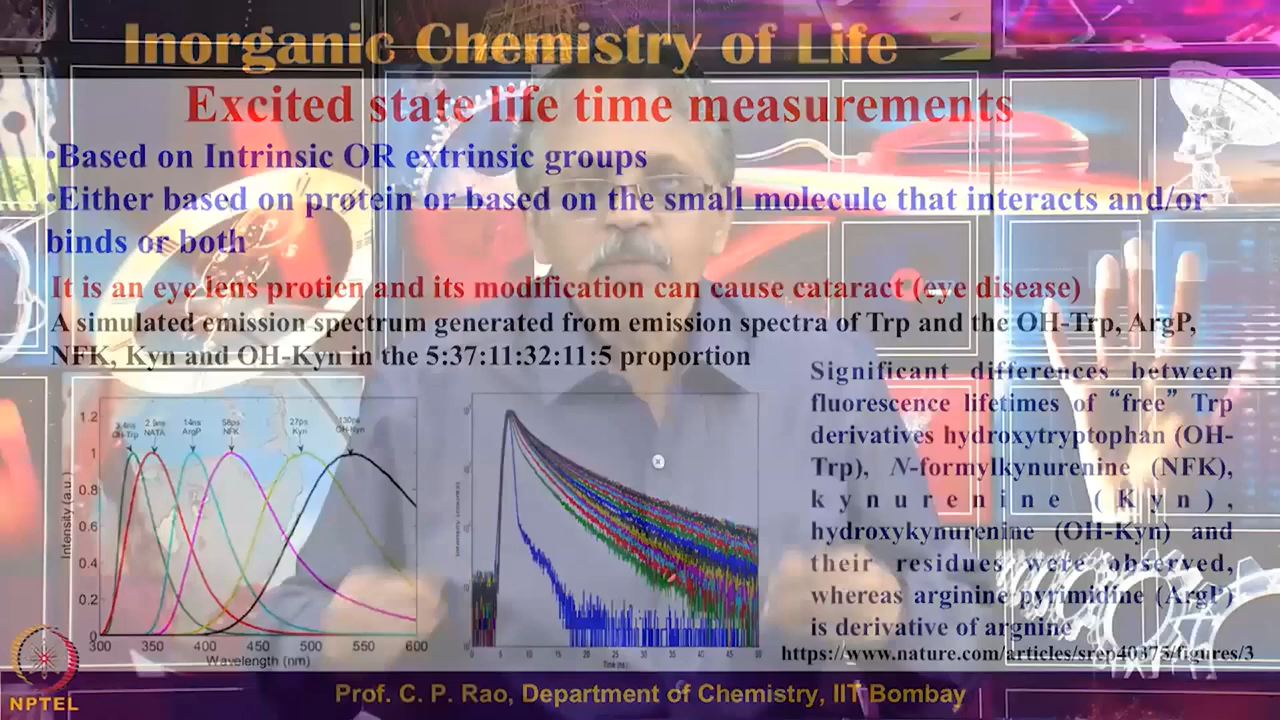 Inorganic Chemistry of Life
Excited state life time measurements
•Based on Intrinsic OR extrinsic groups
•Either based on protein or based on the small molecule that interacts and/or
binds or both
It is an eye lens protien and its modification can cause cataract (eye disease)
A simulated emission spectrum generated from emission spectra of Trp and the OH-Trp, ArgP,
NFK, Kyn and OH-Kyn in the 5:37:11:32:11:5 proportion
Significant differences between
fluorescence lifetimes of “free” Trp
derivatives hydroxytryptophan (OH-
Trp), N-formylkynurenine (NFK),
kynurenine (Kyn),
hydroxykynurenine (OH-Kyn) and
their residues were observed,
whereas arginine pyrimidine (ArgP)
is derivative of arginine
https://www.nature.com/articles/srep40375/figures/3
1.2
1
0.8
0.6
0.4
0.2
0
Intensity (a.u.)
2.9ns 14ns 27ps
OH-Trp NATA ArgP NFK Kyn
300 350 400 450 500 550 600
Wavelength (nm)
Time (ns)
NPTEL
Prof. C. P. Rao, Department of Chemistry, IIT Bombay